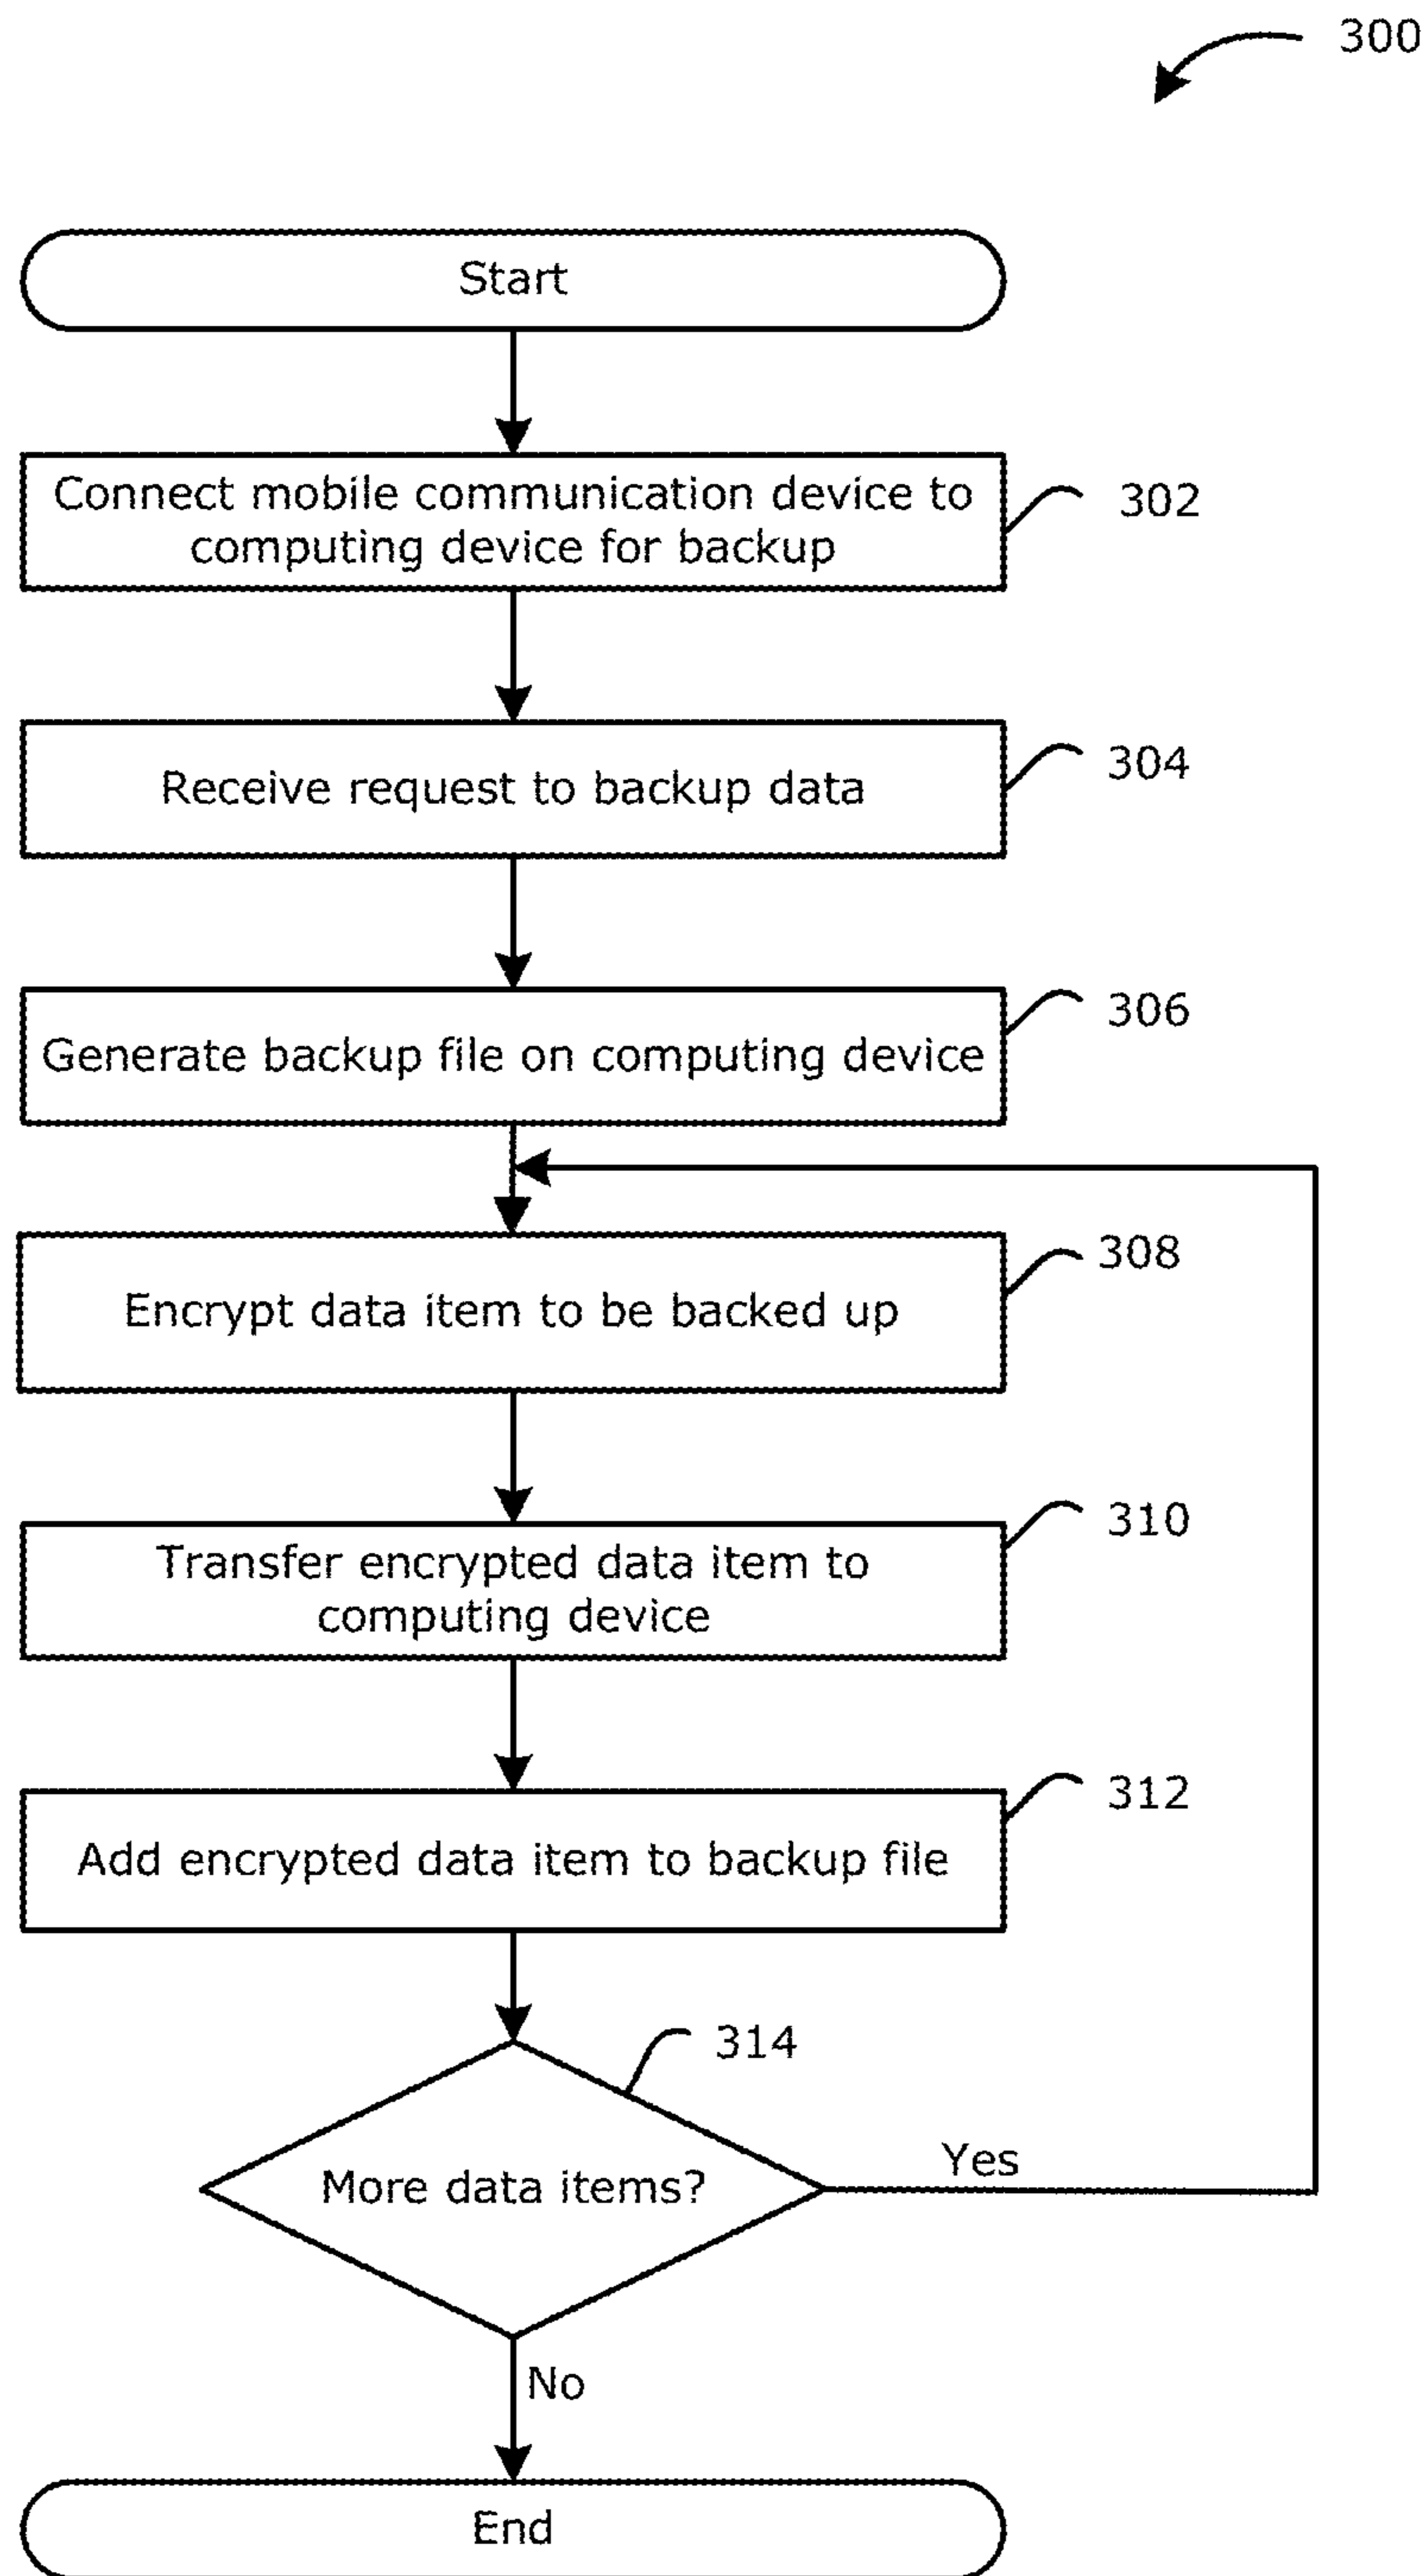 300
Start
Connect mobile communication device to
computing device for backup
302
Receive request to backup data
304
Generate backup file on computing device
306
Encrypt data item to be backed up
308
Transfer encrypted data item to
computing device
310
Add encrypted data item to backup file
312
More data items?
314
Yes
No
End